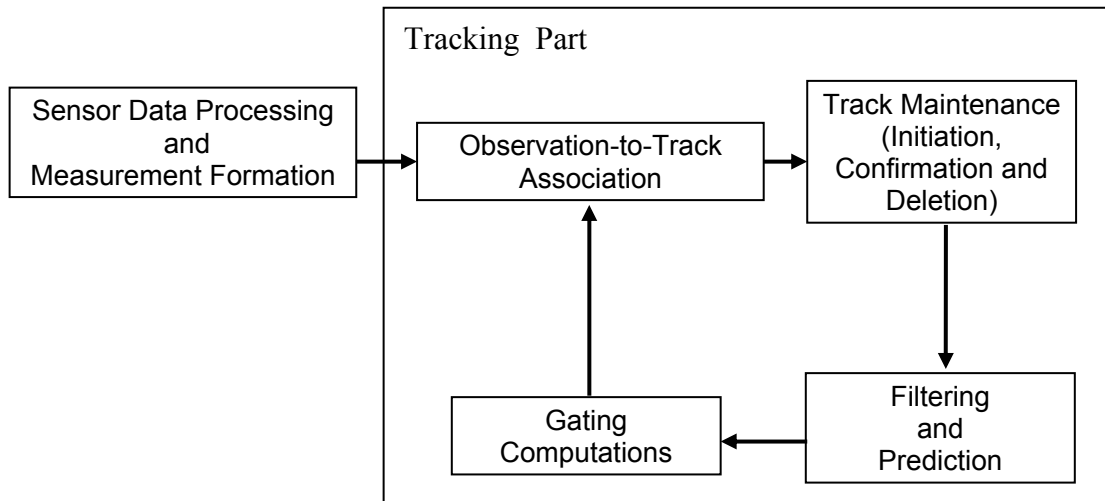 Tracking Part
Sensor Data Processing
and
Measurement Formation
Observation-to-Track
Association
Track Maintenance
(Initiation,
Confirmation and
Deletion)
Gating
Computations
Filtering
and
Prediction